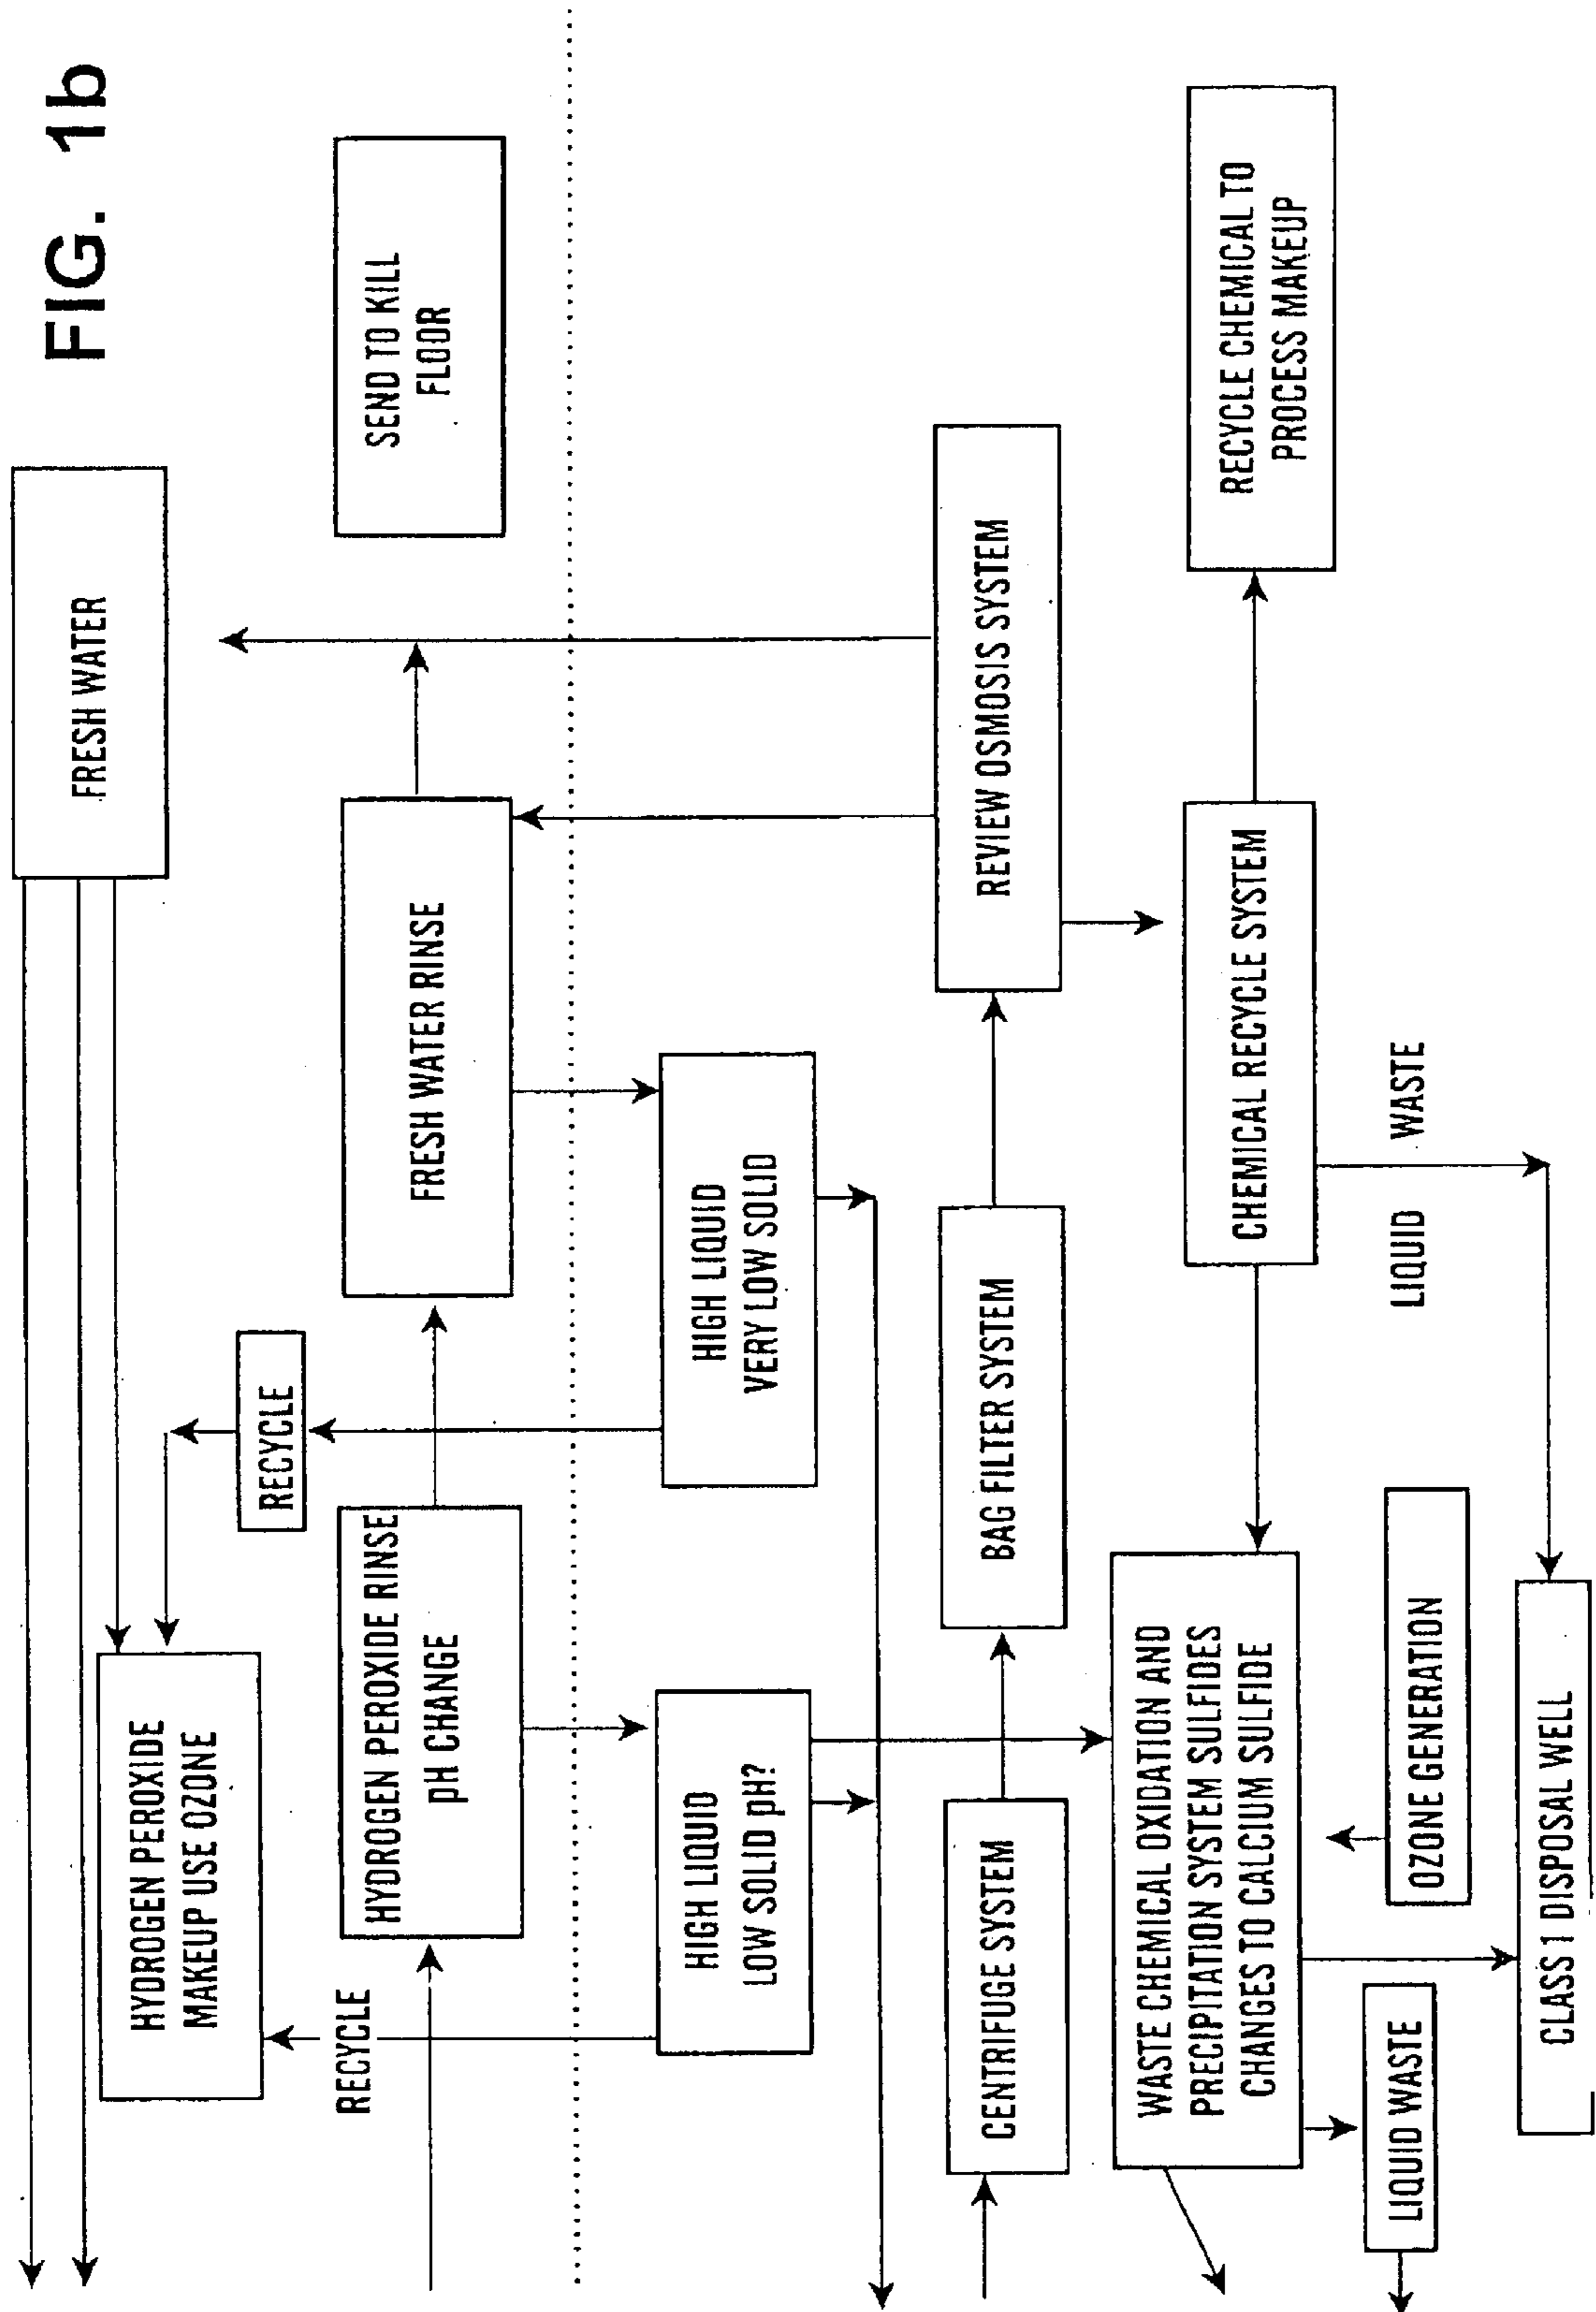 FIG. 1b
FRESH WATER
HYDROGEN PEROXIDE
MAKEUP USE OZONE
RECYCLE
RECYCLE
HYDROGEN PEROXIDE RINSE
pH CHANGE
FRESH WATER RINSE
SEND TO KILL
FLOOR
HIGH LIQUID
LOW SOLID pH?
HIGH LIQUID
VERY LOW SOLID
CENTRIFUGE SYSTEM
BAG FILTER SYSTEM
REVIEW OSMOSIS SYSTEM
WASTE CHEMICAL OXIDATION AND
PRECIPITATION SYSTEM SULFIDES
CHANGES TO CALCIUM SULFIDE
CHEMICAL RECYCLE SYSTEM
RECYCLE CHEMICAL TO
PROCESS MAKEUP
LIQUID WASTE
LIQUID WASTE
OZONE GENERATION
CLASS 1 DISPOSAL WELL